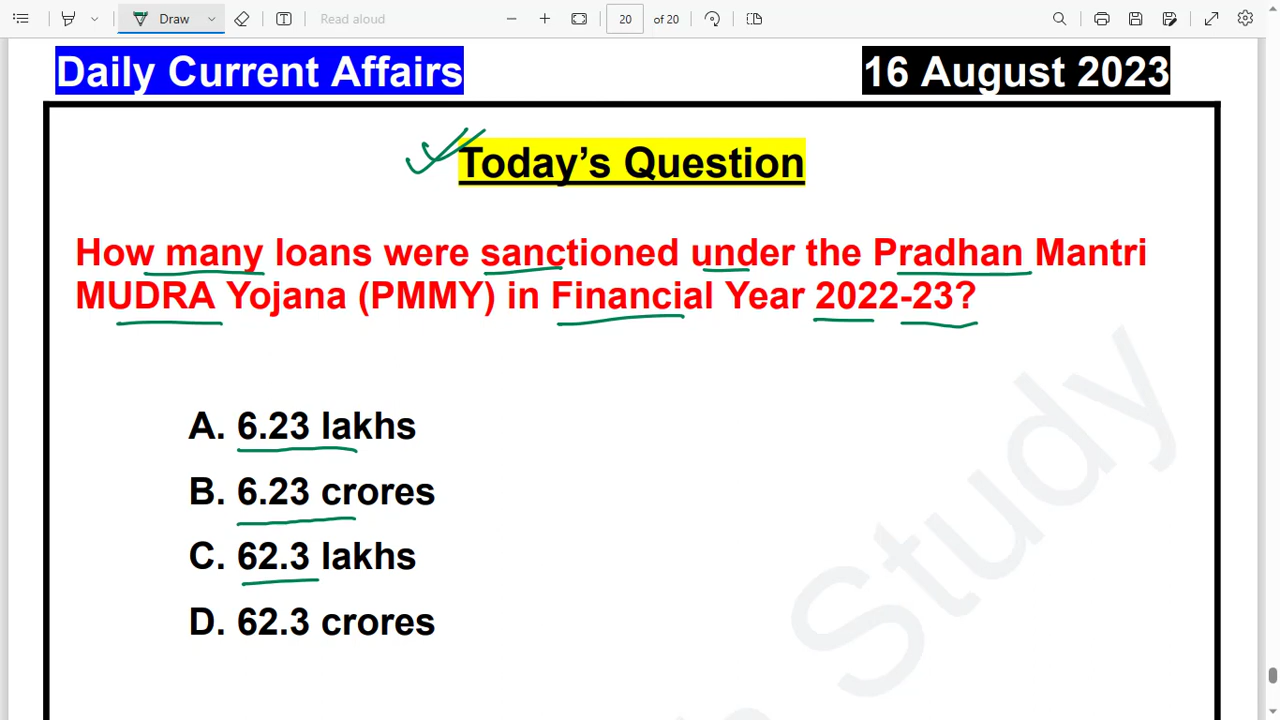 Draw
Read aloud
20 of 20
Daily Current Affairs
16 August 2023
Today's Question
How many loans were sanctioned under the Pradhan Mantri
MUDRA Yojana (PMMY) in Financial Year 2022-23?
A. 6.23 lakhs
B. 6.23 crores
C. 62.3 lakhs
D. 62.3 crores
Study